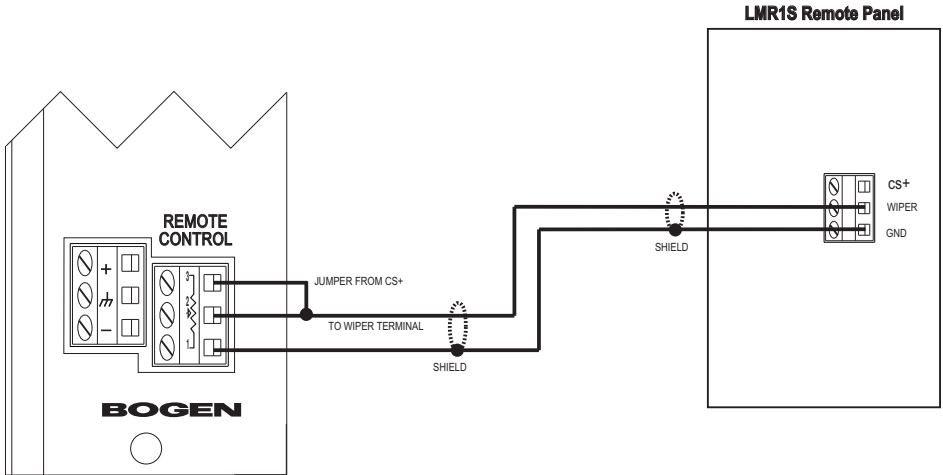 LMR1S Remote Panel
CS+
WIPER
GND
SHIELD
REMOTE
CONTROL
+
–
3
2
1
JUMPER FROM CS+
TO WIPER TERMINAL
SHIELD
BOGEN